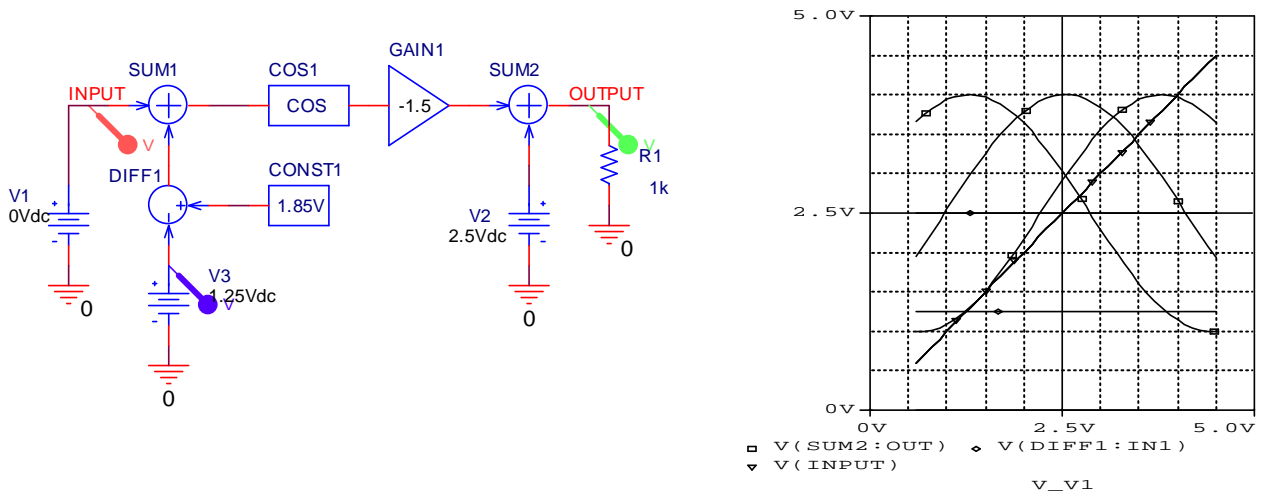 GAIN1
SUM1
COS1
SUM2
INPUT
COS
-1.5
OUTPUT
V
V
R1
1k
DIFF1
CONST1
1.85V
V1
0Vdc
+
-
+
-
V2
2.5Vdc
+
-
0
V3
1.25Vdc
V
+
-
0
0
0
5.0V
2.5V
0V
0V
2.5V
5.0V
V(SUM2:OUT)
V(DIFF1:IN1)
V(INPUT)
V_V1